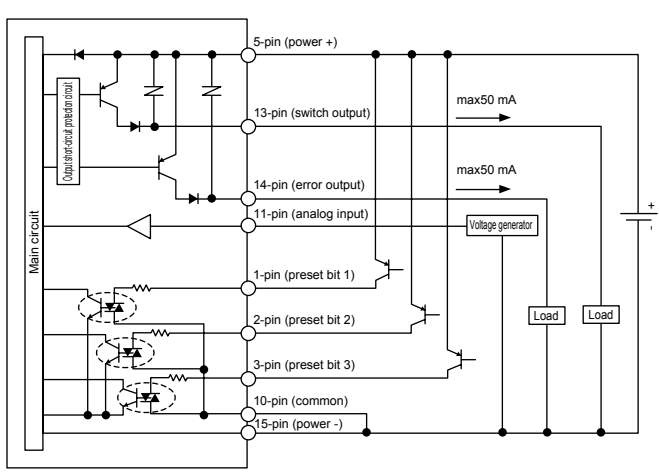 5-pin (power +)
Output short-circuit protection circuit
13-pin (switch output)
max50 mA
max50 mA
14-pin (error output)
11-pin (analog input)
Voltage generator
Main circuit
+
-
1-pin (preset bit 1)
2-pin (preset bit 2)
Load
Load
3-pin (preset bit 3)
10-pin (common)
15-pin (power -)